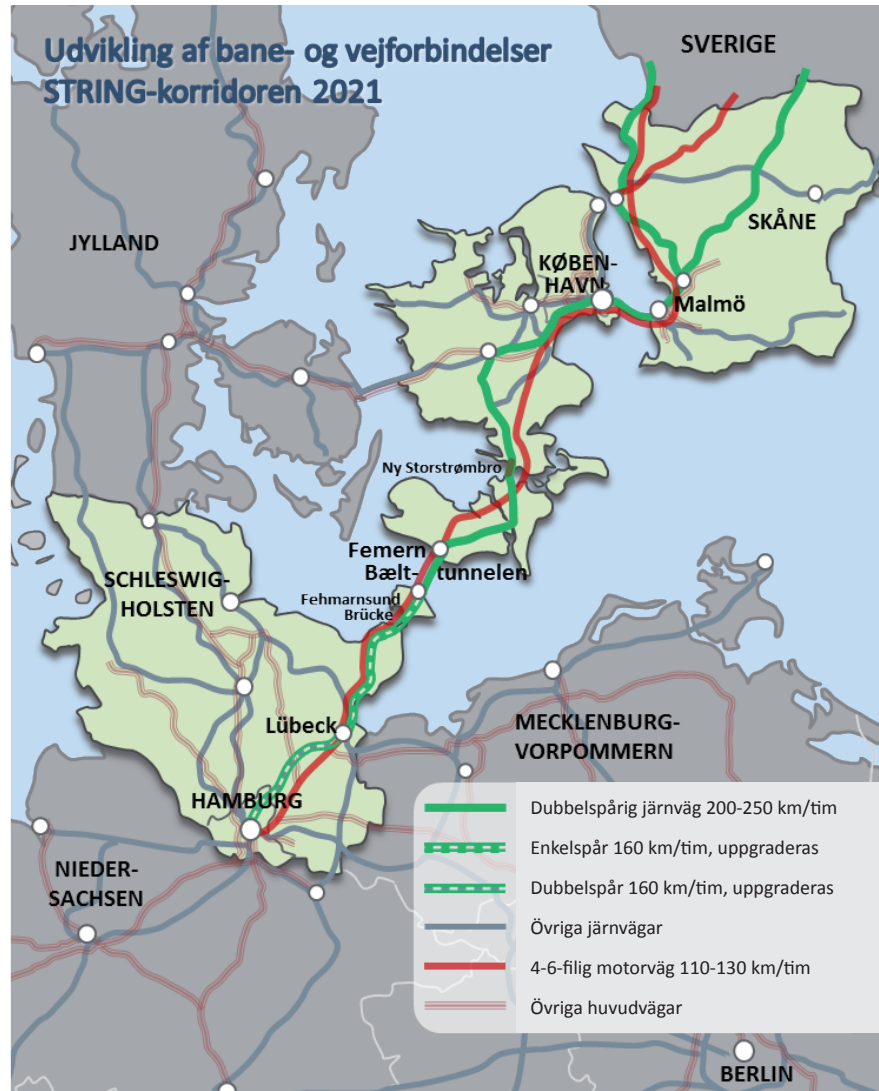 Udvikling af bane- og vejforbindelser
STRING-korridoren 2021
SVERIGE
JYLLAND
SKÅNE
KØBEN-
HAVN
Malmö
Ny Storstrømbro
Femern
Bælt- tunnelen
Fehmarnsund
Brücke
SCHLESWIG-
HOLSTEN
Lübeck
MECKLENBURG-
VORPOMMERN
HAMBURG
NIEDER-
SACHSEN
Dubbelspårig järnväg 200-250 km/tim
Enkelspår 160 km/tim, uppgraderas
Dubbelspår 160 km/tim, uppgraderas
Övriga järnvägar
4-6-filig motorväg 110-130 km/tim
Övriga huvudvägar
BERLIN